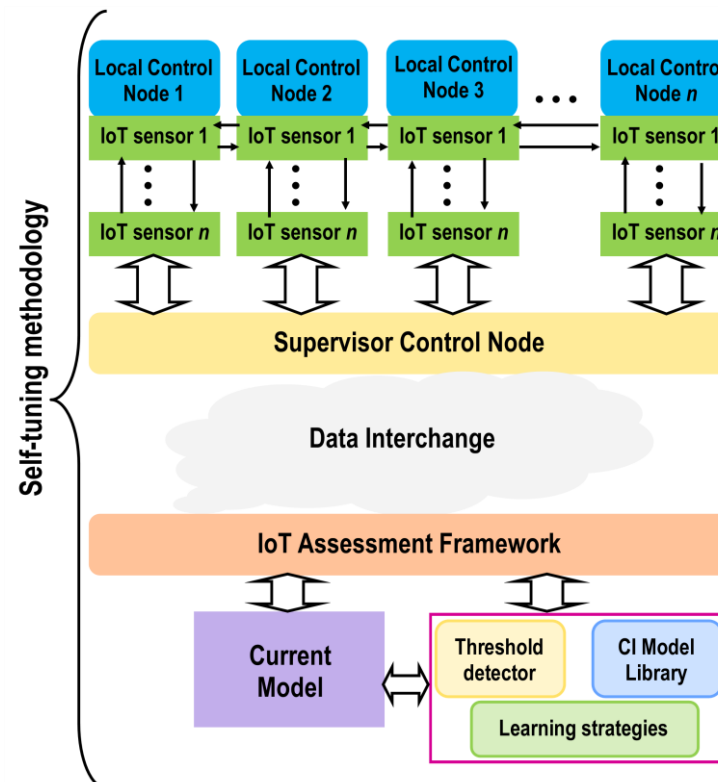 Self-tuning methodology
Local Control
Node 1
Local Control
Node 2
Local Control
Node 3
Local Control
Node n
IoT sensor 1
IoT sensor 1
IoT sensor 1
IoT sensor 1
IoT sensor n
IoT sensor n
IoT sensor n
IoT sensor n
Supervisor Control Node
Data Interchange
IoT Assessment Framework
Current
Model
Threshold
detector
CI Model
Library
Learning strategies